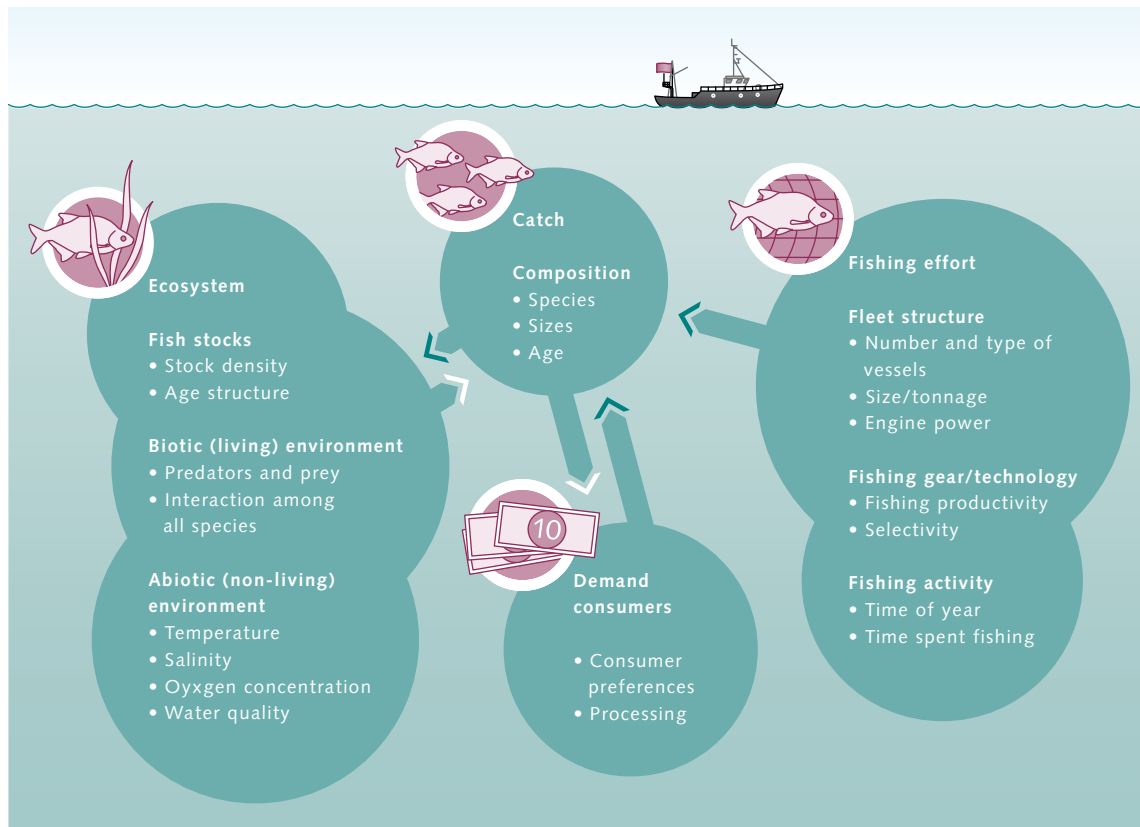 Ecosystem
Fish stocks
• Stock density
• Age structure
Biotic (living) environment
• Predators and prey
• Interaction among
all species
Abiotic (non-living)
environment
• Temperature
• Salinity
• Oyxgen concentration
• Water quality
Catch
Composition
• Species
• Sizes
• Age
10
Demand
consumers
• Consumer
preferences
• Processing
Fishing effort
Fleet structure
• Number and type of
vessels
• Size/tonnage
• Engine power
Fishing gear/technology
• Fishing productivity
• Selectivity
Fishing activity
• Time of year
• Time spent fishing